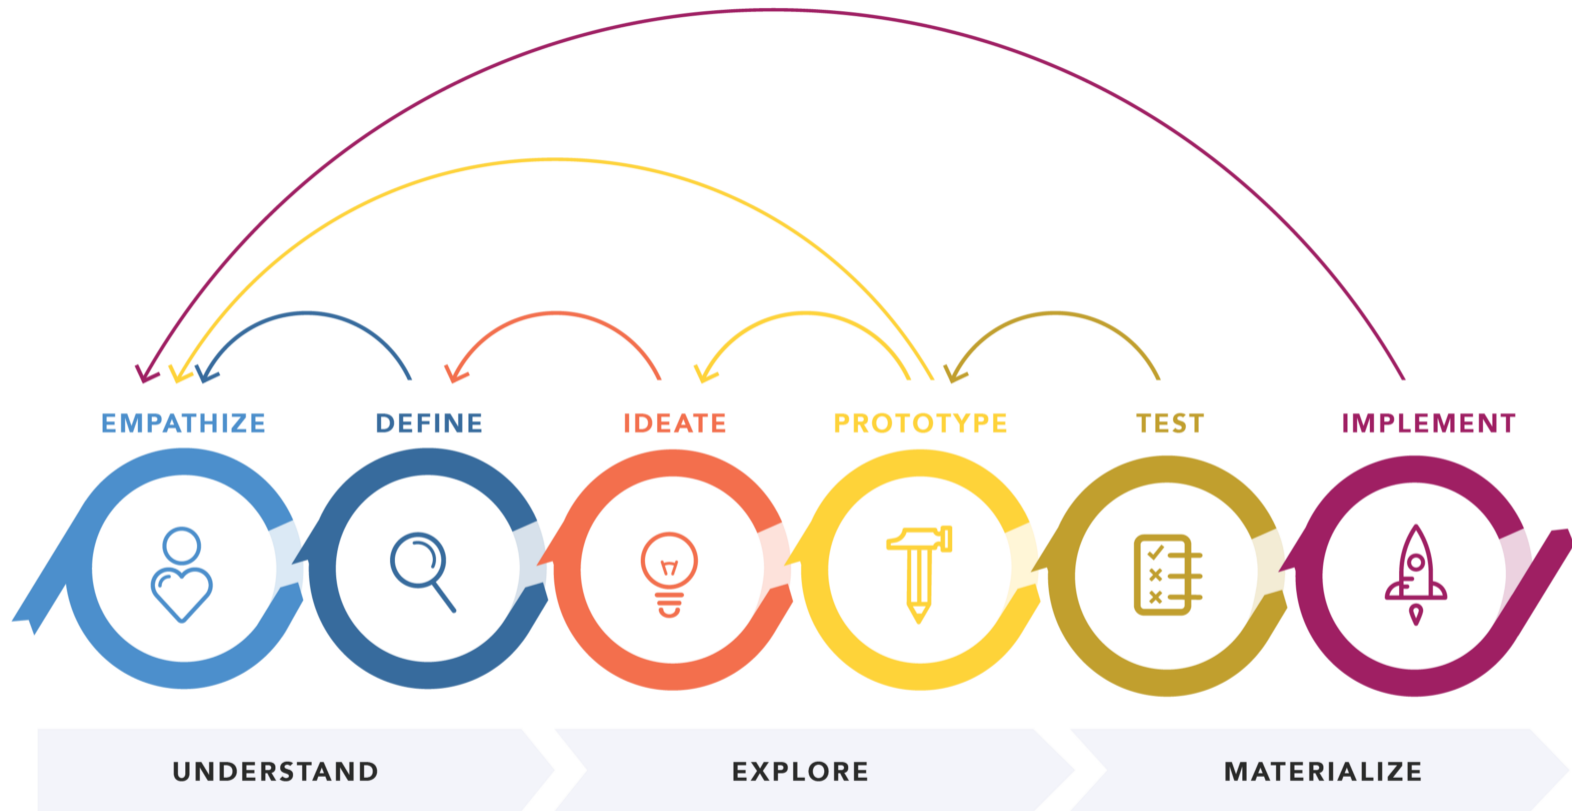 EMPATHIZE
DEFINE
IDEATE
PROTOTYPE
TEST
IMPLEMENT
UNDERSTAND
EXPLORE
MATERIALIZE